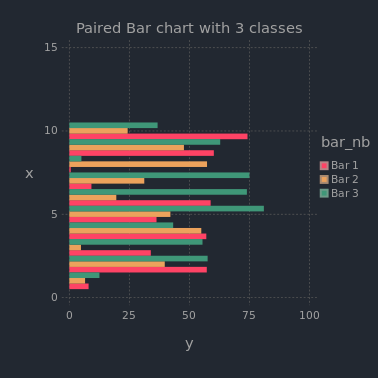 Paired Bar chart with 3 classes
15
10
5
0
x
bar_nb
Bar 1
Bar 2
Bar 3
0 25 50 75 100
y